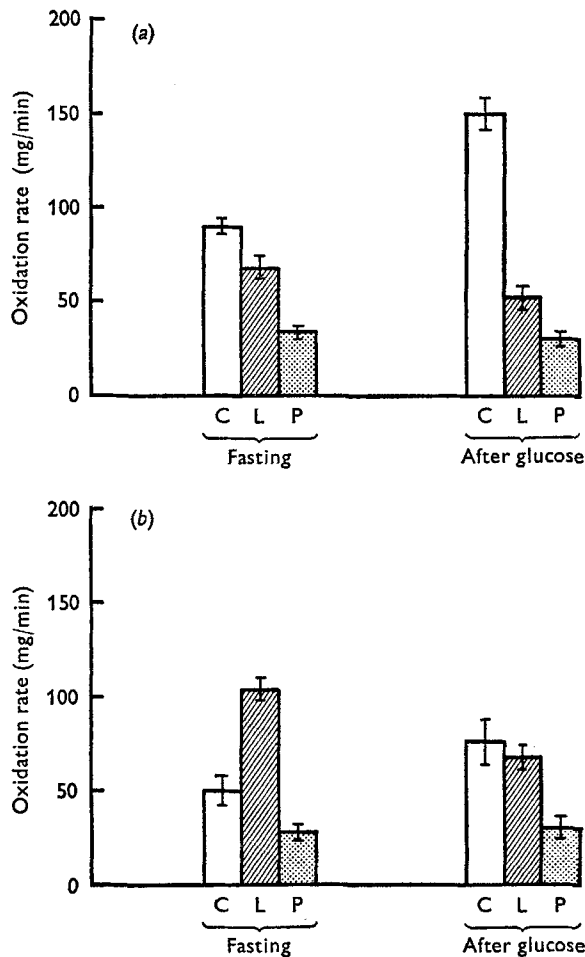 (a)
Oxidation rate (mg/min)
200
150
100
50
0
C L P C L P
Fasting After glucose
(b)
Oxidation rate (mg/min)
200
150
100
50
0
C L P C L P
Fasting After glucose